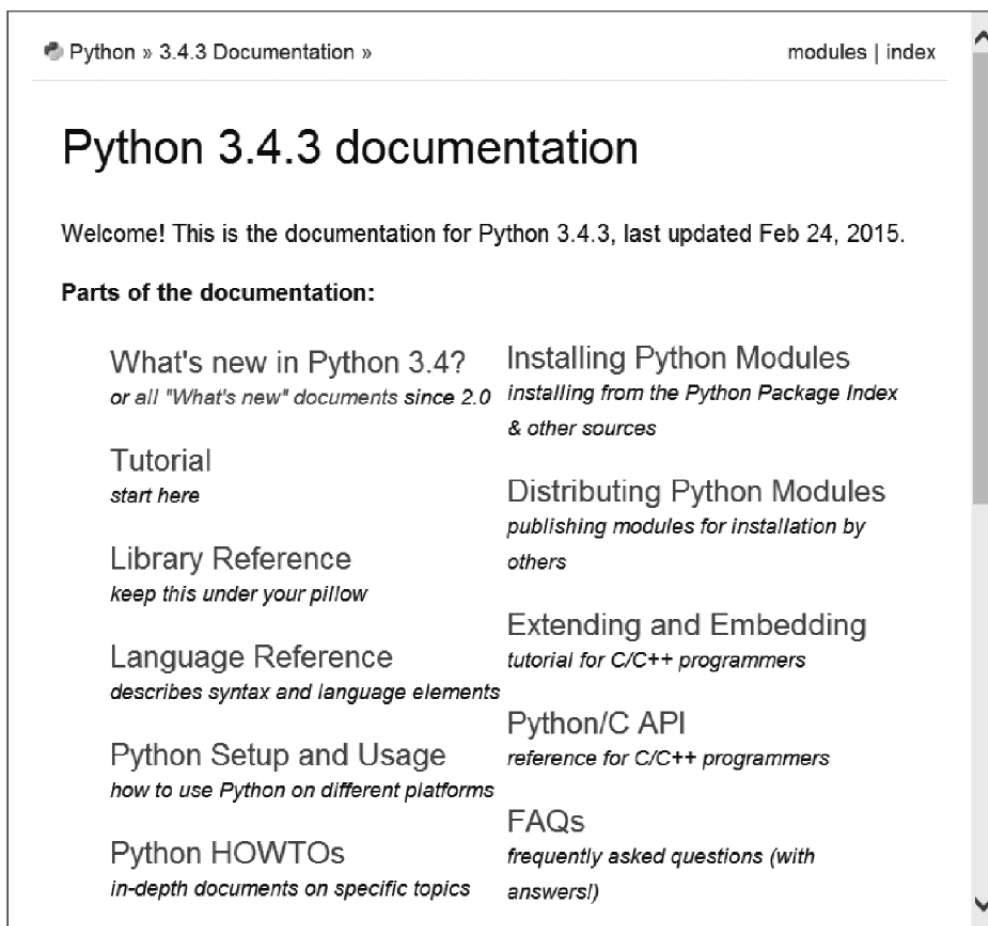 Python » 3.4.3 Documentation »
modules | index
Python 3.4.3 documentation
Welcome! This is the documentation for Python 3.4.3, last updated Feb 24, 2015.
Parts of the documentation:
What's new in Python 3.4?
or all "What's new" documents since 2.0
Tutorial
start here
Library Reference
keep this under your pillow
Language Reference
describes syntax and language elements
Python Setup and Usage
how to use Python on different platforms
Python HOWTOs
in-depth documents on specific topics
Installing Python Modules
installing from the Python Package Index
& other sources
Distributing Python Modules
publishing modules for installation by
others
Extending and Embedding
tutorial for C/C++ programmers
Python/C API
reference for C/C++ programmers
FAQs
frequently asked questions (with
answers!)